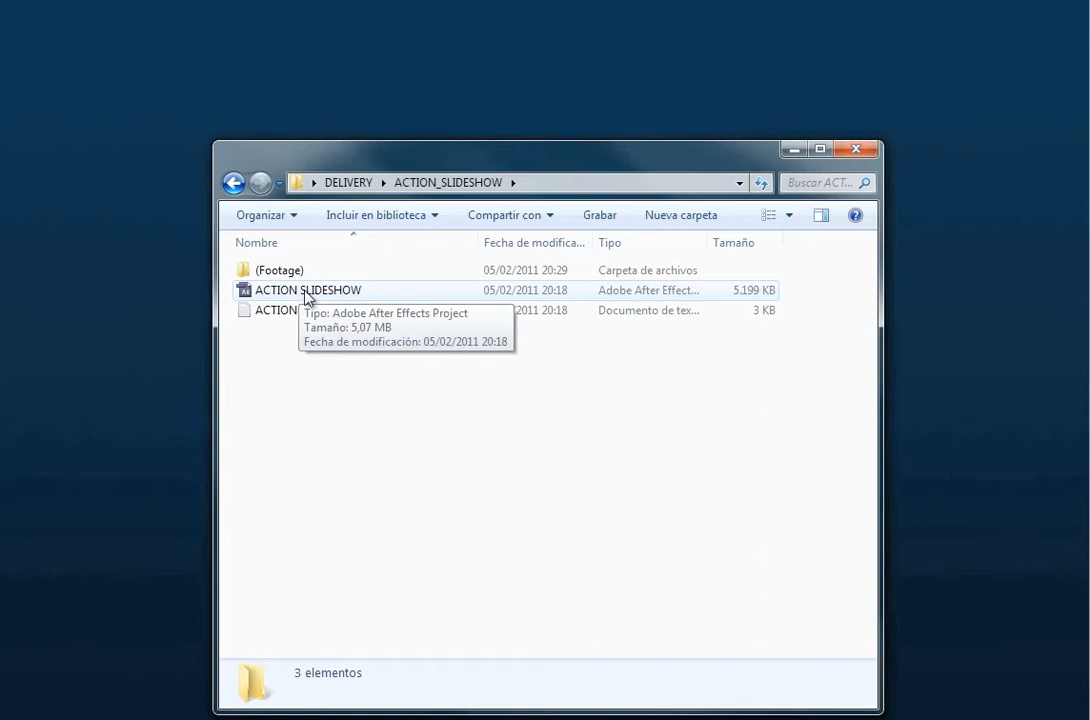 DELIVERY ACTION_SLIDESHOW Buscar ACT...
Organizar Incluir en biblioteca Compartir con Grabar Nueva carpeta
Nombre Fecha de modifica... Tipo Tamaño
(Footage) 05/02/2011 20:29 Carpeta de archivos
ACTION SLIDESHOW 05/02/2011 20:18 Adobe After Effect... 5.199 KB
ACTION 05/02/2011 20:18 Documento de tex... 3 KB
Tipo: Adobe After Effects Project
Tamaño: 5,07 MB
Fecha de modificación: 05/02/2011 20:18
3 elementos